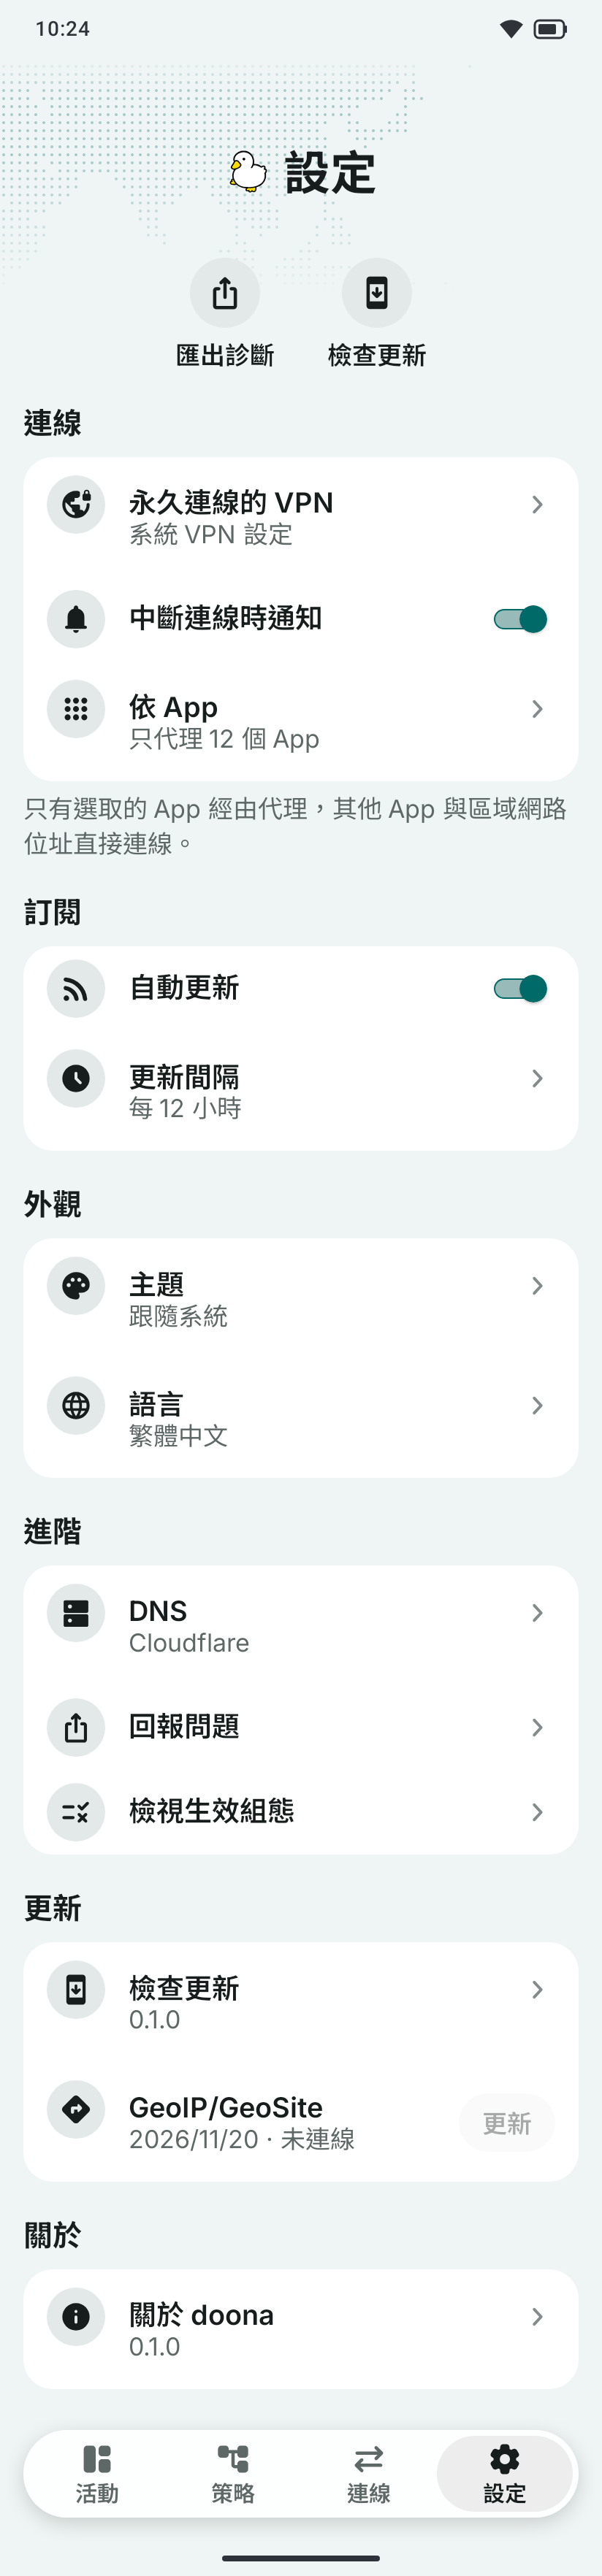 10:24
設定
匯出診斷
檢查更新
連線
永久連線的 VPN
系統 VPN 設定
中斷連線時通知
依 App
只代理 12 個 App
只有選取的 App 經由代理，其他 App 與區域網路
位址直接連線。
訂閱
自動更新
更新間隔
每 12 小時
外觀
主題
跟隨系統
語言
繁體中文
進階
DNS
Cloudflare
回報問題
檢視生效組態
更新
檢查更新
0.1.0
GeoIP/GeoSite
2026/11/20 · 未連線
更新
關於
關於 doona
0.1.0
活動
策略
連線
設定